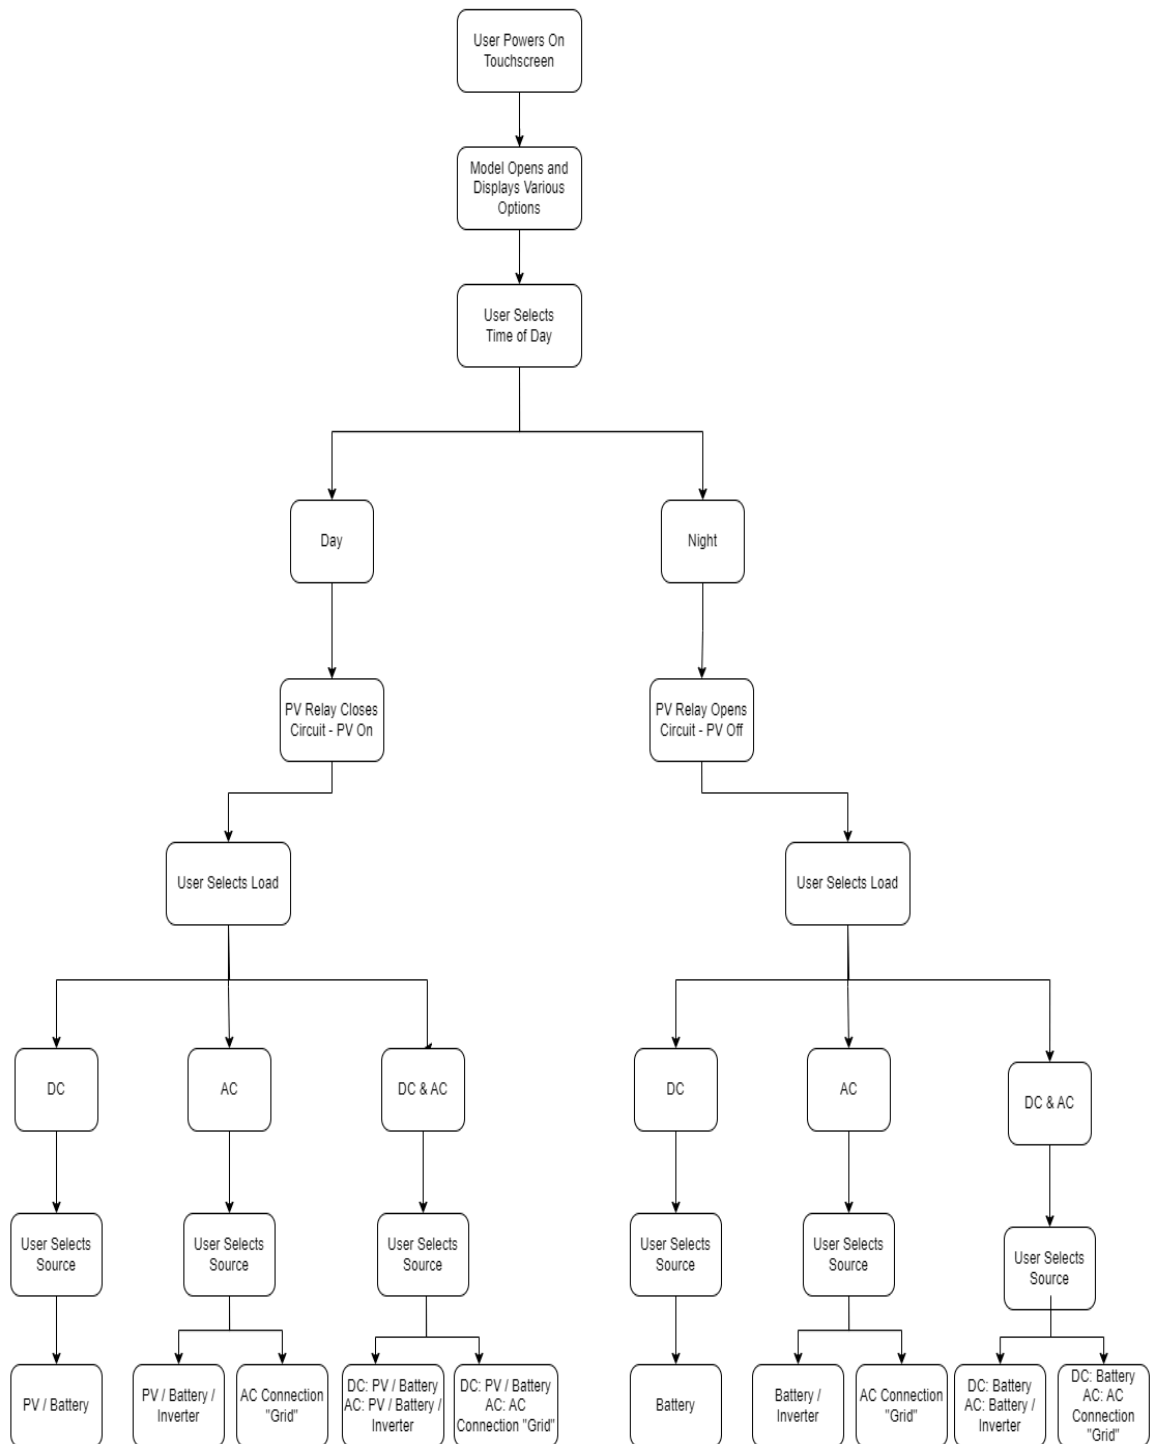 User Powers On
Touchscreen
Model Opens and
Displays Various
Options
User Selects
Time of Day
Day
Night
PV Relay Closes
Circuit - PV On
PV Relay Opens
Circuit - PV Off
User Selects Load
User Selects Load
DC
AC
DC & AC
DC
AC
DC & AC
User Selects
Source
User Selects
Source
User Selects
Source
User Selects
Source
User Selects
Source
User Selects
Source
PV / Battery
PV / Battery /
Inverter
AC Connection
"Grid"
DC: PV / Battery
AC: PV / Battery /
Inverter
DC: PV / Battery
AC: AC
Connection "Grid"
Battery
Battery /
Inverter
AC Connection
"Grid"
DC: Battery
AC: Battery /
Inverter
DC: Battery
AC: AC
Connection
"Grid"